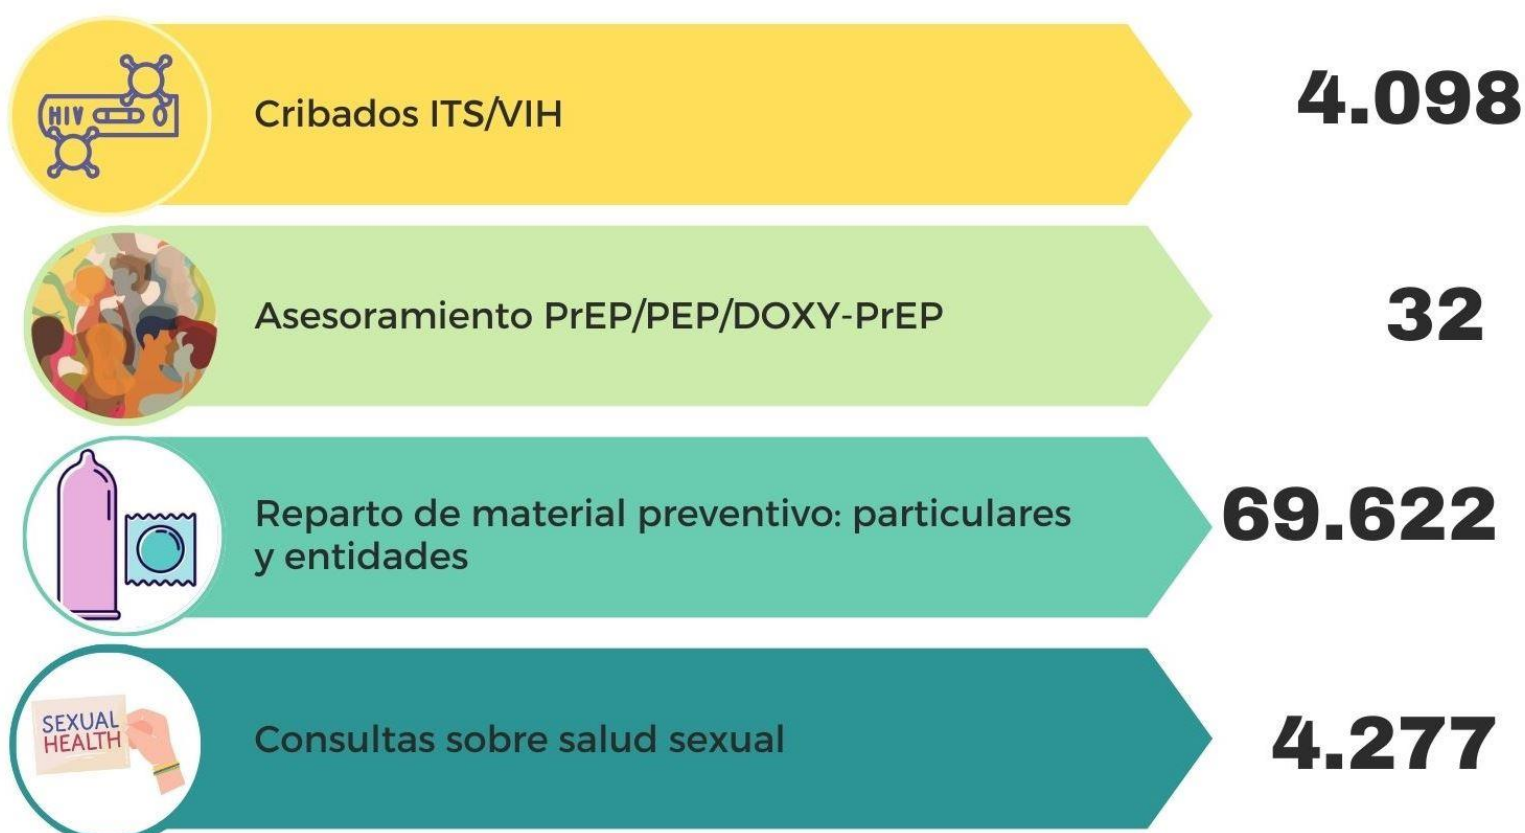 HIV
Cribados ITS/VIH
4.098
Asesoramiento PrEP/PEP/DOXY-PrEP
32
Reparto de material preventivo: particulares
y entidades
69.622
SEXUAL
HEALTH
Consultas sobre salud sexual
4.277